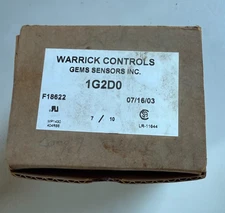 WARRICK CONTROLS
GEMS SENSORS INC.
1G2D0
F18622 07/16/03
7 / 10 LR-11644